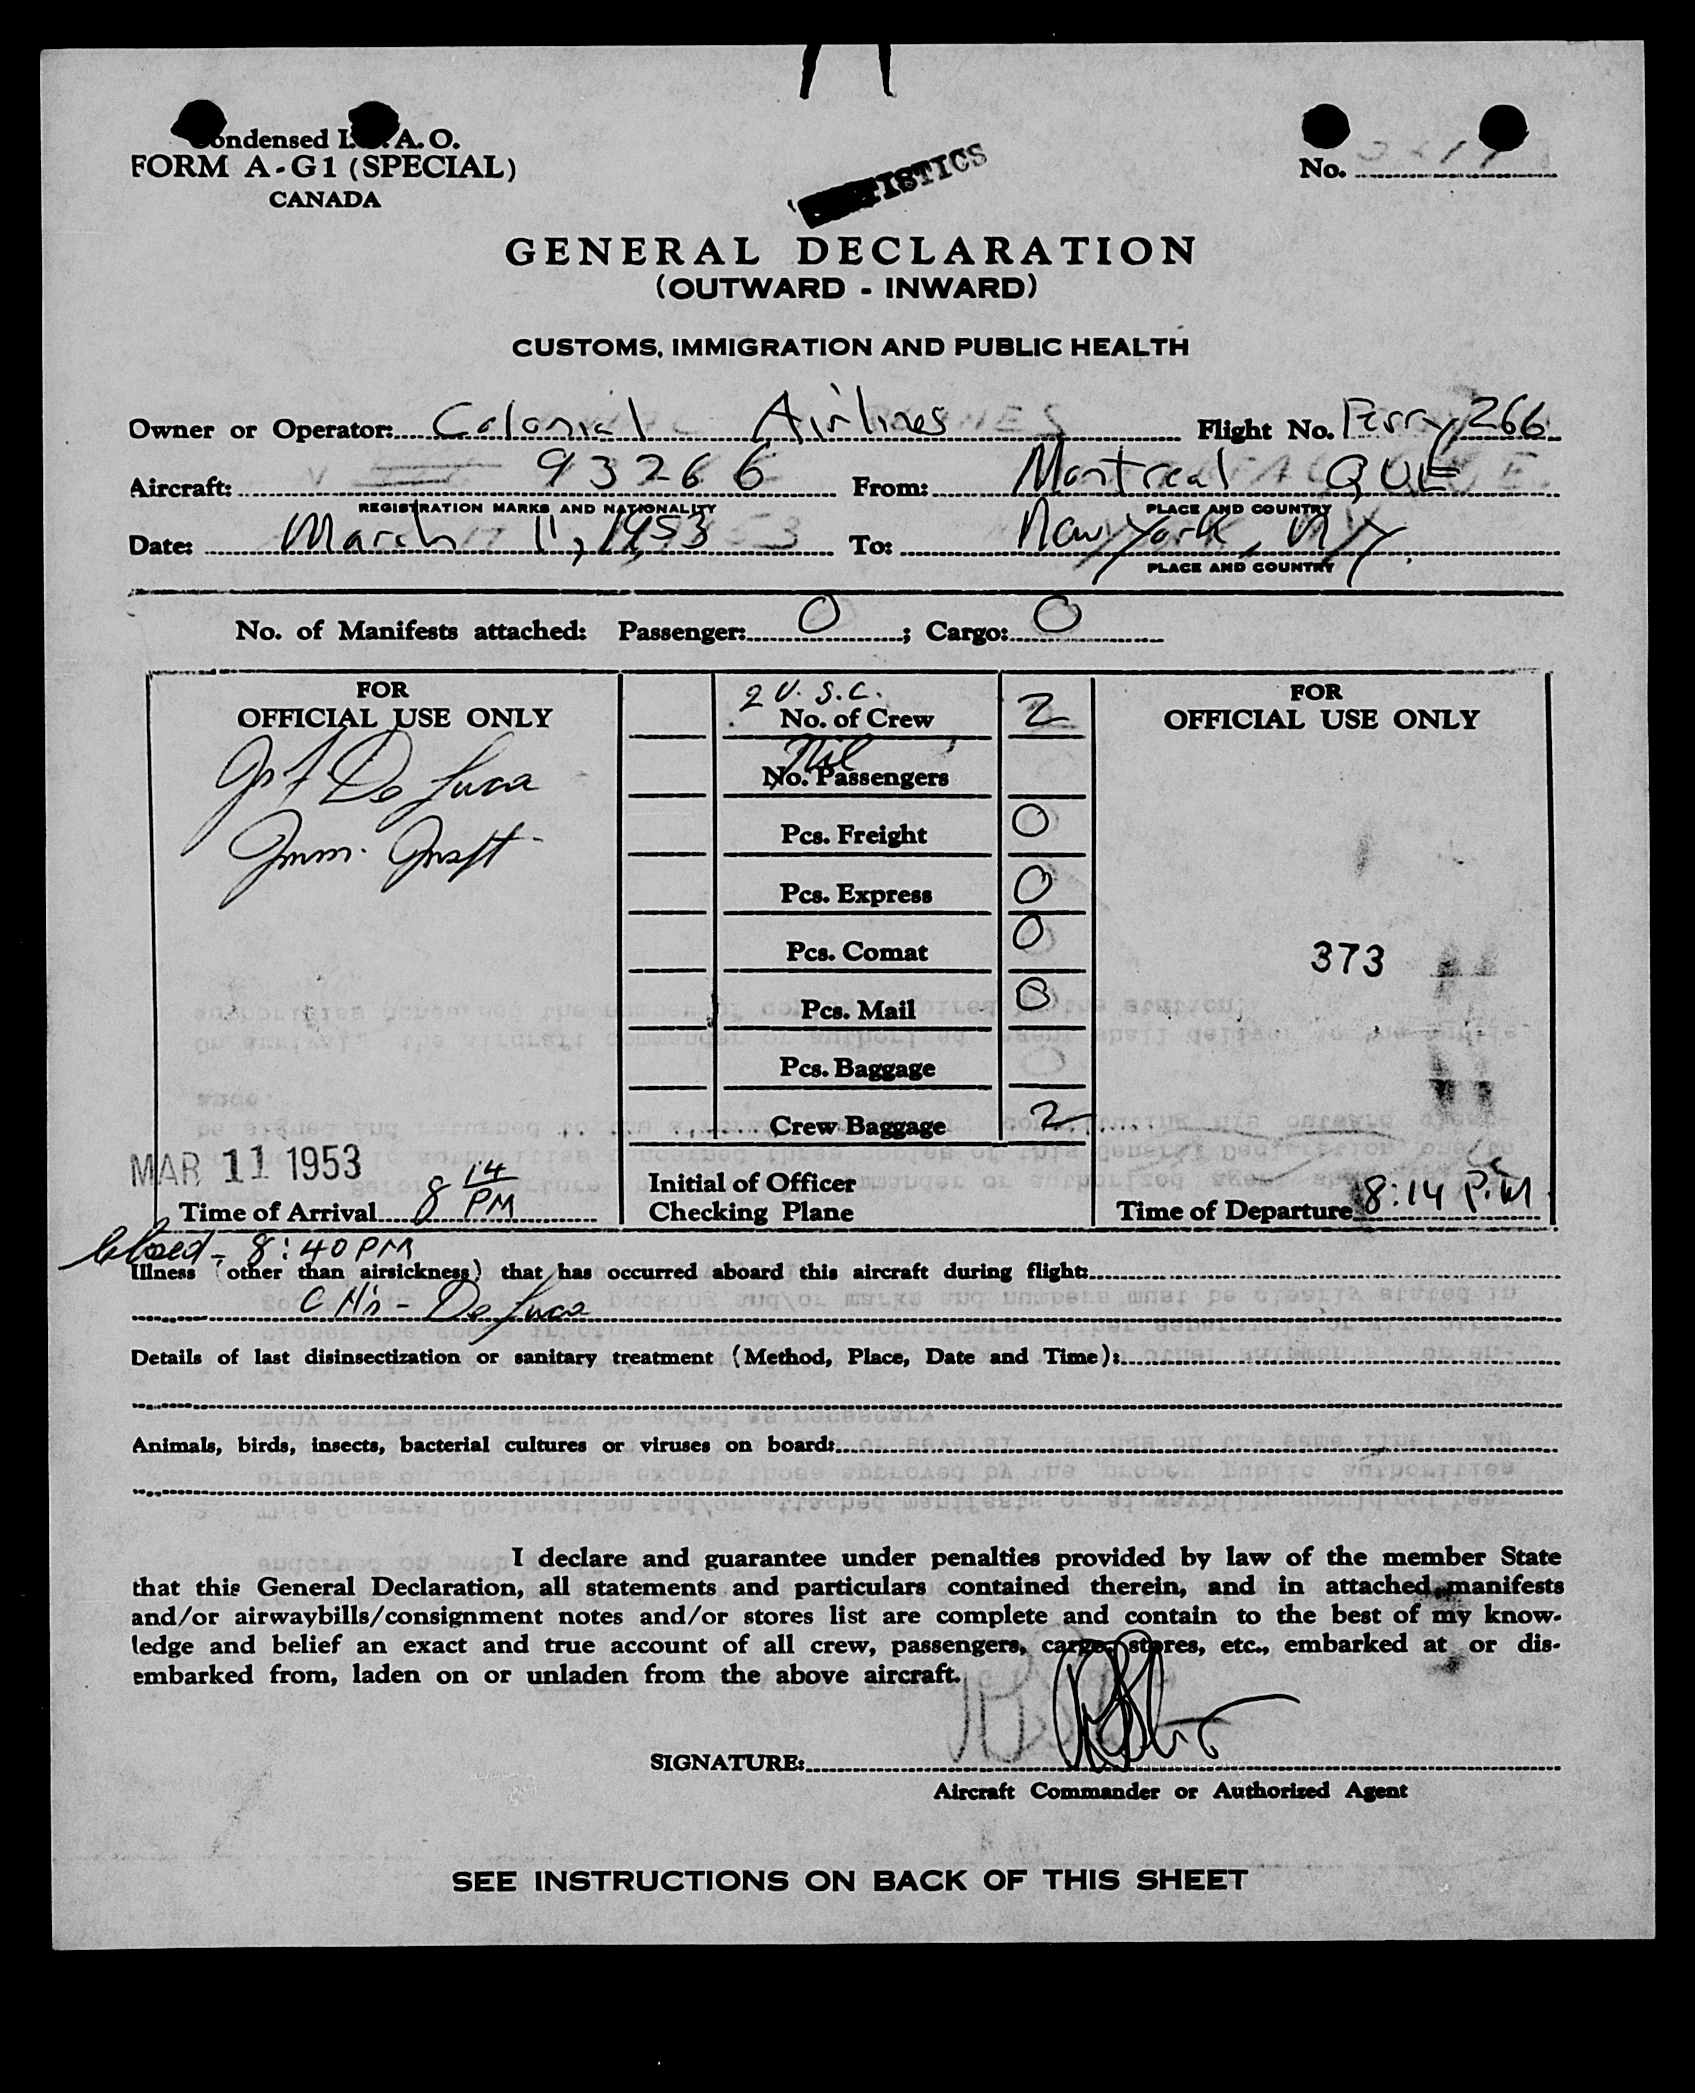 ondensed I. A. O.
FORM A-G1 (SPECIAL)
CANADA
No.
TISTICS
GENERAL DECLARATION
(OUTWARD - INWARD)
CUSTOMS, IMMIGRATION AND PUBLIC HEALTH
Owner or Operator: Colonial Airlines Flight No. Ferry 266
Aircraft: 93266 From: Montreal QUE
REGISTRATION MARKS AND NATIONALITY PLACE AND COUNTRY
Date: March 11, 1953 To: New York, NY.
PLACE AND COUNTRY
No. of Manifests attached: Passenger: 0 ; Cargo: 0
FOR
OFFICIAL USE ONLY
De Luca
Imm. Inspt
MAR 11 1953
Time of Arrival 8 14 PM
2 U.S.C.
No. of Crew 2
Nil
No. Passengers
Pcs. Freight 0
Pcs. Express 0
Pcs. Comat 0
Pcs. Mail 0
Pcs. Baggage
Crew Baggage 2
Initial of Officer
Checking Plane
FOR
OFFICIAL USE ONLY
373
Time of Departure 8:14 P.M
Closed - 8:40 PM
Illness (other than airsickness) that has occurred aboard this aircraft during flight:
De Luca
Details of last disinsectization or sanitary treatment (Method, Place, Date and Time):
Animals, birds, insects, bacterial cultures or viruses on board:
I declare and guarantee under penalties provided by law of the member State
that this General Declaration, all statements and particulars contained therein, and in attached manifests
and/or airwaybills/consignment notes and/or stores list are complete and contain to the best of my know-
ledge and belief an exact and true account of all crew, passengers, cargo, stores, etc., embarked at or dis-
embarked from, laden on or unladen from the above aircraft.
SIGNATURE:
Aircraft Commander or Authorized Agent
SEE INSTRUCTIONS ON BACK OF THIS SHEET